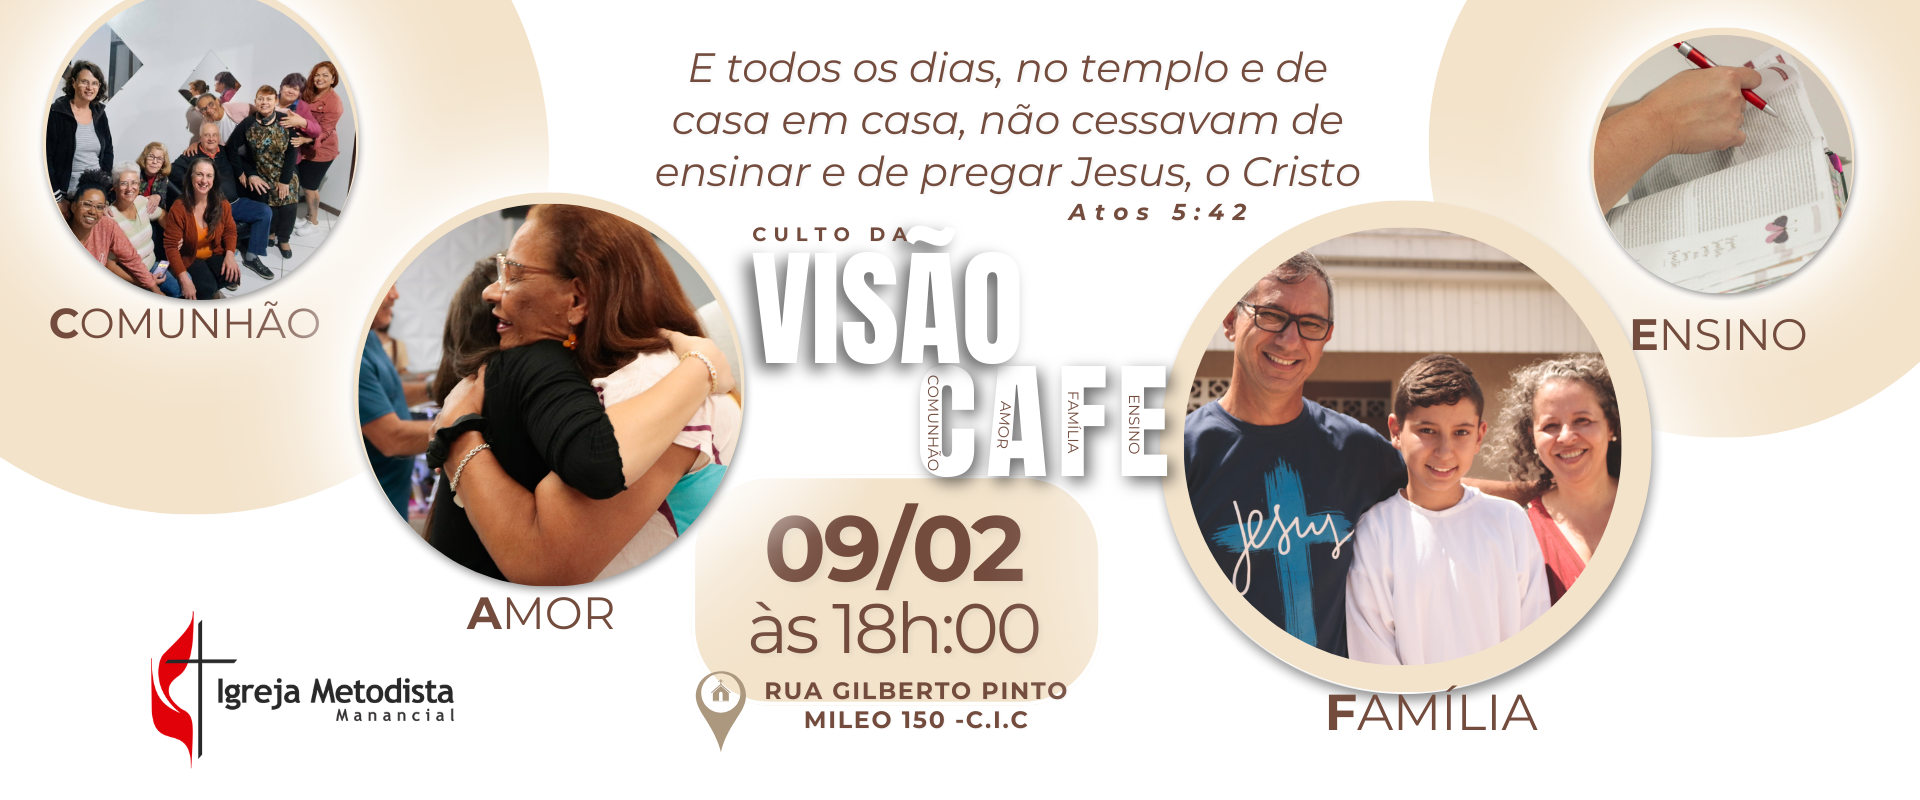 E todos os dias, no templo e de
casa em casa, não cessavam de
ensinar e de pregar Jesus, o Cristo
Atos 5:42
CULTO DA
VISÃO
CAFE
COMUNHÃO
AMOR
FAMÍLIA
ENSINO
COMUNHÃO
AMOR
FAMÍLIA
ENSINO
Jesus
09/02
às 18h:00
RUA GILBERTO PINTO
MILEO 150 -C.I.C
Igreja Metodista
Manancial